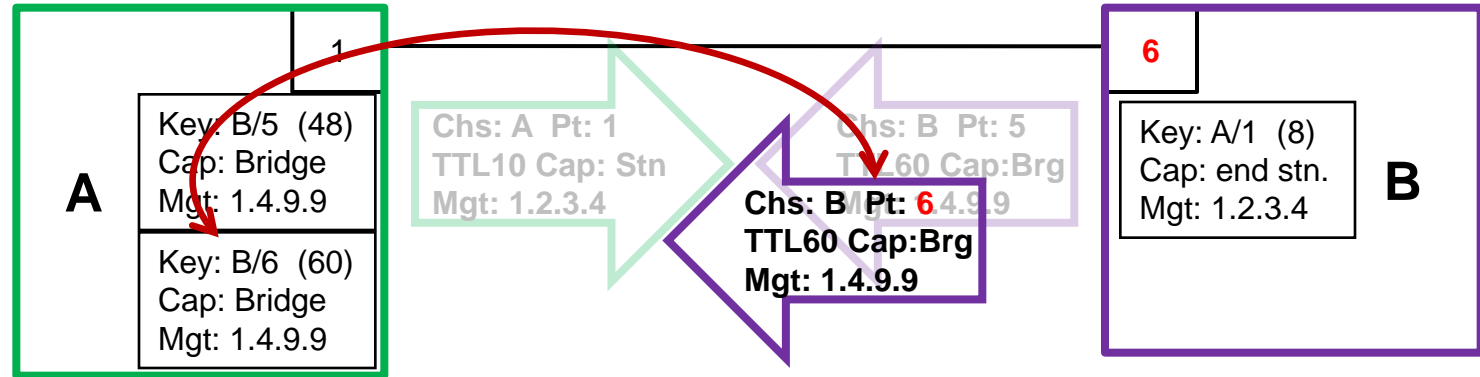 1
6
A
Key: B/5 (48)
Cap: Bridge
Mgt: 1.4.9.9
Key: B/6 (60)
Cap: Bridge
Mgt: 1.4.9.9
Chs: A Pt: 1
TTL10 Cap: Stn
Mgt: 1.2.3.4
Chs: B Pt: 5
TTL60 Cap:Brg
Mgt: 1.4.9.9
Chs: B Pt: 6
TTL60 Cap:Brg
Mgt: 1.4.9.9
Key: A/1 (8)
Cap: end stn.
Mgt: 1.2.3.4
B